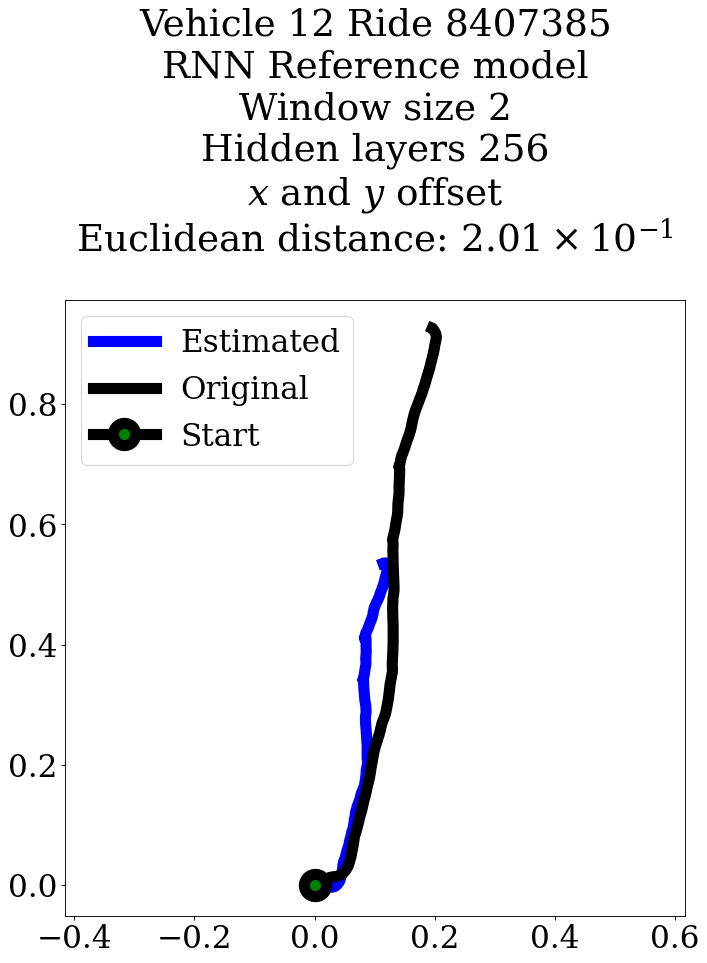 Vehicle 12 Ride 8407385
RNN Reference model
Window size 2
Hidden layers 256
x and y offset
Euclidean distance: 2.01 × 10⁻¹
Estimated
Original
Start
0.8
0.6
0.4
0.2
0.0
−0.4 −0.2 0.0 0.2 0.4 0.6